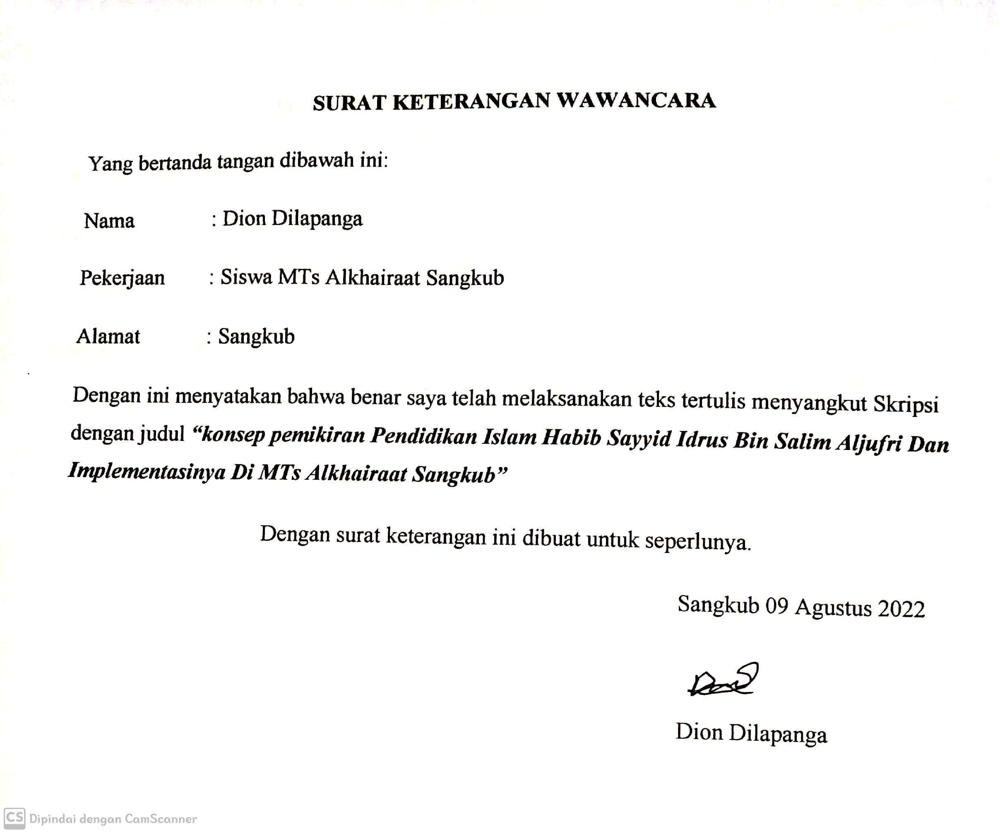 SURAT KETERANGAN WAWANCARA
Yang bertanda tangan dibawah ini:
Nama : Dion Dilapanga
Pekerjaan : Siswa MTs Alkhairaat Sangkub
Alamat : Sangkub
Dengan ini menyatakan bahwa benar saya telah melaksanakan teks tertulis menyangkut Skripsi
dengan judul “konsep pemikiran Pendidikan Islam Habib Sayyid Idrus Bin Salim Aljufri Dan
Implementasinya Di MTs Alkhairaat Sangkub”
Dengan surat keterangan ini dibuat untuk seperlunya.
Sangkub 09 Agustus 2022
Dion Dilapanga
CS Dipindai dengan CamScanner